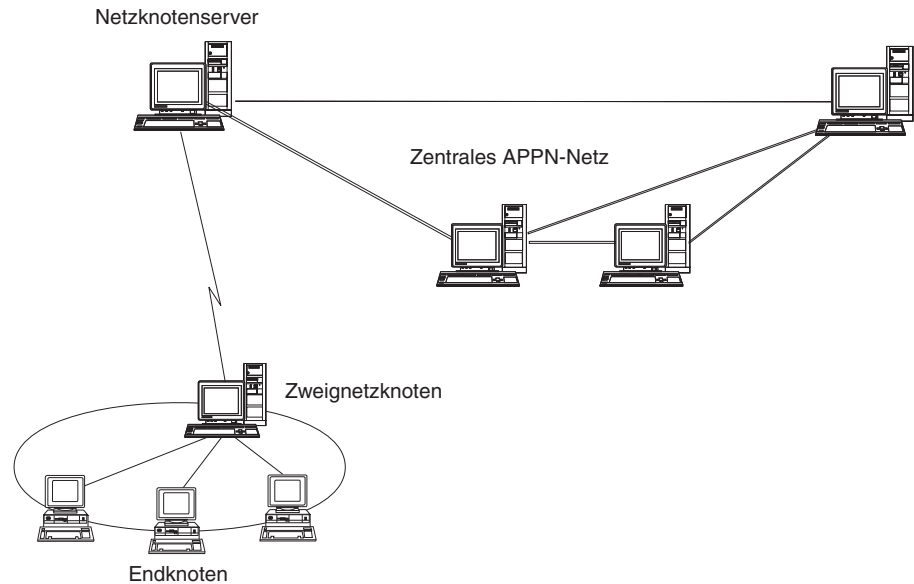 Netzknotenserver
Zentrales APPN-Netz
Zweignetzknoten
Endknoten